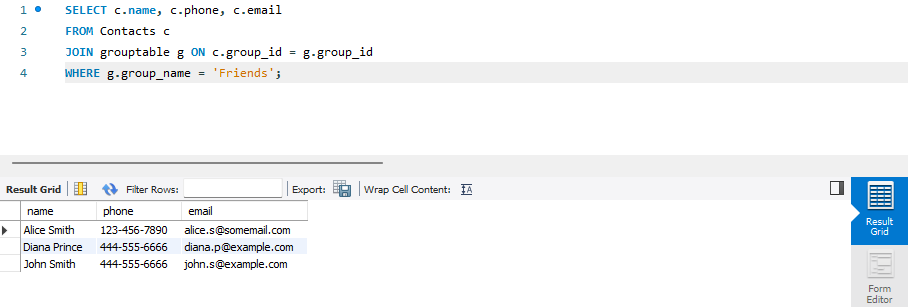 1 SELECT c.name, c.phone, c.email
2 FROM Contacts c
3 JOIN grouptable g ON c.group_id = g.group_id
4 WHERE g.group_name = 'Friends';
Result Grid Filter Rows: Export: Wrap Cell Content: IA
name phone email
Alice Smith 123-456-7890 alice.s@somemail.com
Diana Prince 444-555-6666 diana.p@example.com
John Smith 444-555-6666 john.s@example.com
Result
Grid
Form
Editor